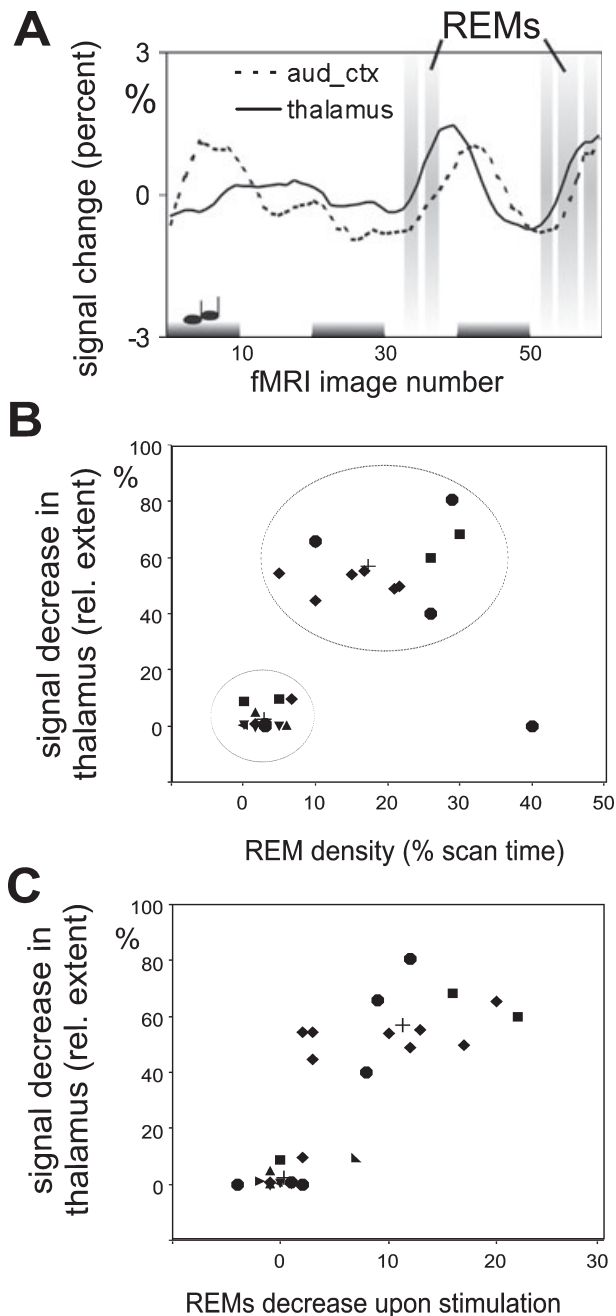 A
REMs
3
%
0
-3
aud_ctx
thalamus
signal change (percent)
10
30
50
fMRI image number
B
100
%
80
60
40
20
0
signal decrease in
thalamus (rel. extent)
0
10
20
30
40
50
REM density (% scan time)
C
100
%
80
60
40
20
0
signal decrease in
thalamus (rel. extent)
0
10
20
30
REMs decrease upon stimulation